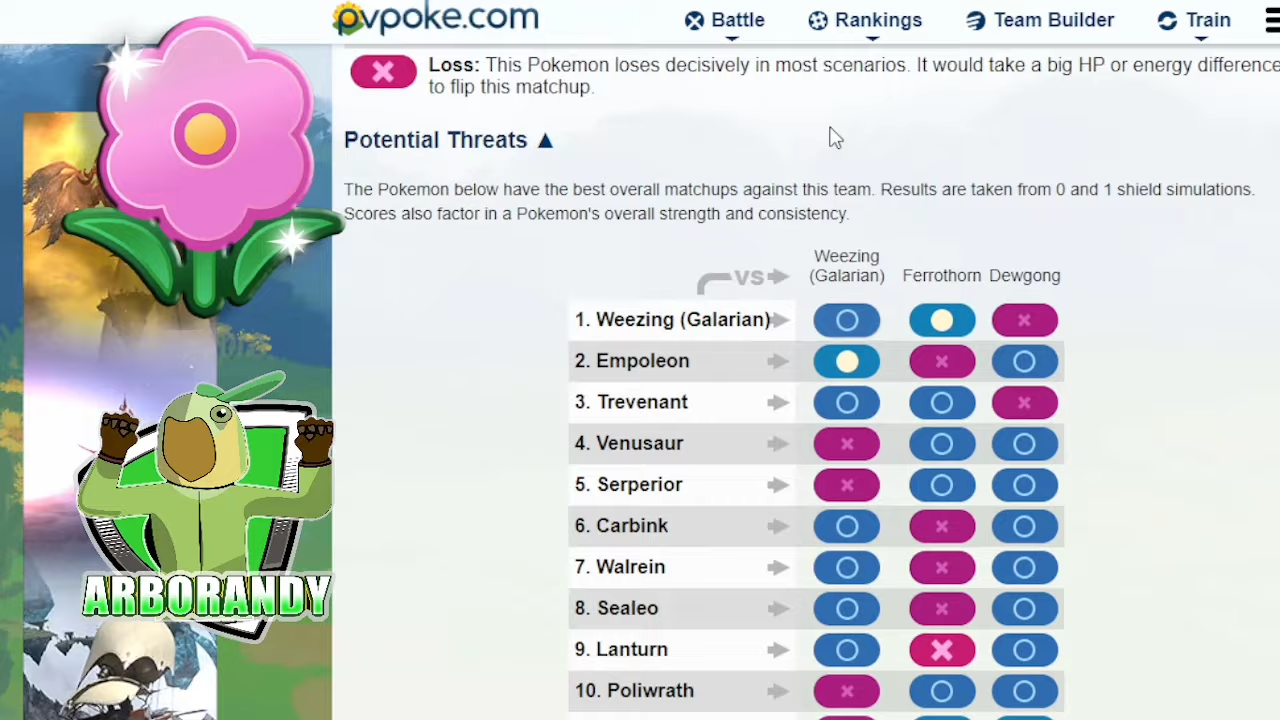 pvpoke.com
Battle
Rankings
Team Builder
Train
Loss: This Pokemon loses decisively in most scenarios. It would take a big HP or energy difference
to flip this matchup.
Potential Threats ▲
The Pokemon below have the best overall matchups against this team. Results are taken from 0 and 1 shield simulations.
Scores also factor in a Pokemon's overall strength and consistency.
VS
Weezing
(Galarian)
Ferrothorn
Dewgong
1. Weezing (Galarian)
2. Empoleon
3. Trevenant
4. Venusaur
5. Serperior
6. Carbink
7. Walrein
8. Sealeo
9. Lanturn
10. Poliwrath
ARBORANDY